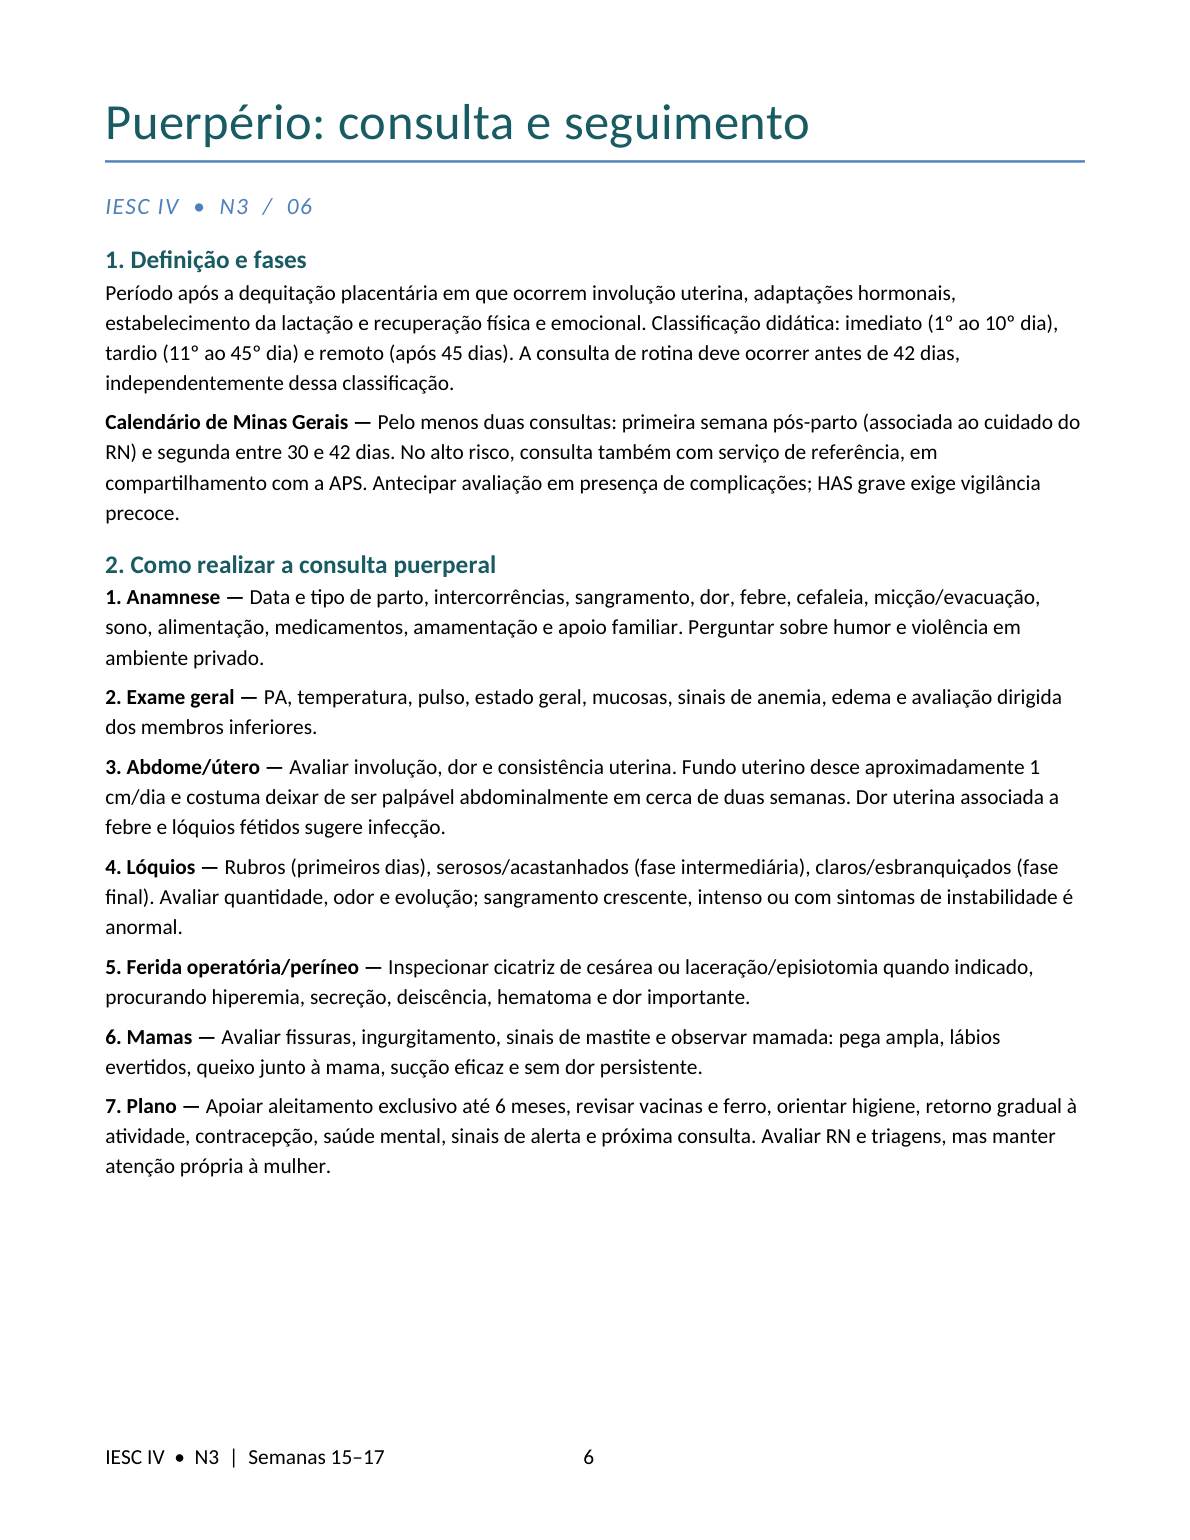 Puerpério: consulta e seguimento
IESC IV • N3 / 06
1. Definição e fases
Período após a dequitação placentária em que ocorrem involução uterina, adaptações hormonais,
estabelecimento da lactação e recuperação física e emocional. Classificação didática: imediato (1º ao 10º dia),
tardio (11º ao 45º dia) e remoto (após 45 dias). A consulta de rotina deve ocorrer antes de 42 dias,
independentemente dessa classificação.
Calendário de Minas Gerais — Pelo menos duas consultas: primeira semana pós-parto (associada ao cuidado do
RN) e segunda entre 30 e 42 dias. No alto risco, consulta também com serviço de referência, em
compartilhamento com a APS. Antecipar avaliação em presença de complicações; HAS grave exige vigilância
precoce.
2. Como realizar a consulta puerperal
1. Anamnese — Data e tipo de parto, intercorrências, sangramento, dor, febre, cefaleia, micção/evacuação,
sono, alimentação, medicamentos, amamentação e apoio familiar. Perguntar sobre humor e violência em
ambiente privado.
2. Exame geral — PA, temperatura, pulso, estado geral, mucosas, sinais de anemia, edema e avaliação dirigida
dos membros inferiores.
3. Abdome/útero — Avaliar involução, dor e consistência uterina. Fundo uterino desce aproximadamente 1
cm/dia e costuma deixar de ser palpável abdominalmente em cerca de duas semanas. Dor uterina associada a
febre e lóquios fétidos sugere infecção.
4. Lóquios — Rubros (primeiros dias), serosos/acastanhados (fase intermediária), claros/esbranquiçados (fase
final). Avaliar quantidade, odor e evolução; sangramento crescente, intenso ou com sintomas de instabilidade é
anormal.
5. Ferida operatória/períneo — Inspecionar cicatriz de cesárea ou laceração/episiotomia quando indicado,
procurando hiperemia, secreção, deiscência, hematoma e dor importante.
6. Mamas — Avaliar fissuras, ingurgitamento, sinais de mastite e observar mamada: pega ampla, lábios
evertidos, queixo junto à mama, sucção eficaz e sem dor persistente.
7. Plano — Apoiar aleitamento exclusivo até 6 meses, revisar vacinas e ferro, orientar higiene, retorno gradual à
atividade, contracepção, saúde mental, sinais de alerta e próxima consulta. Avaliar RN e triagens, mas manter
atenção própria à mulher.
IESC IV • N3 | Semanas 15–17 6